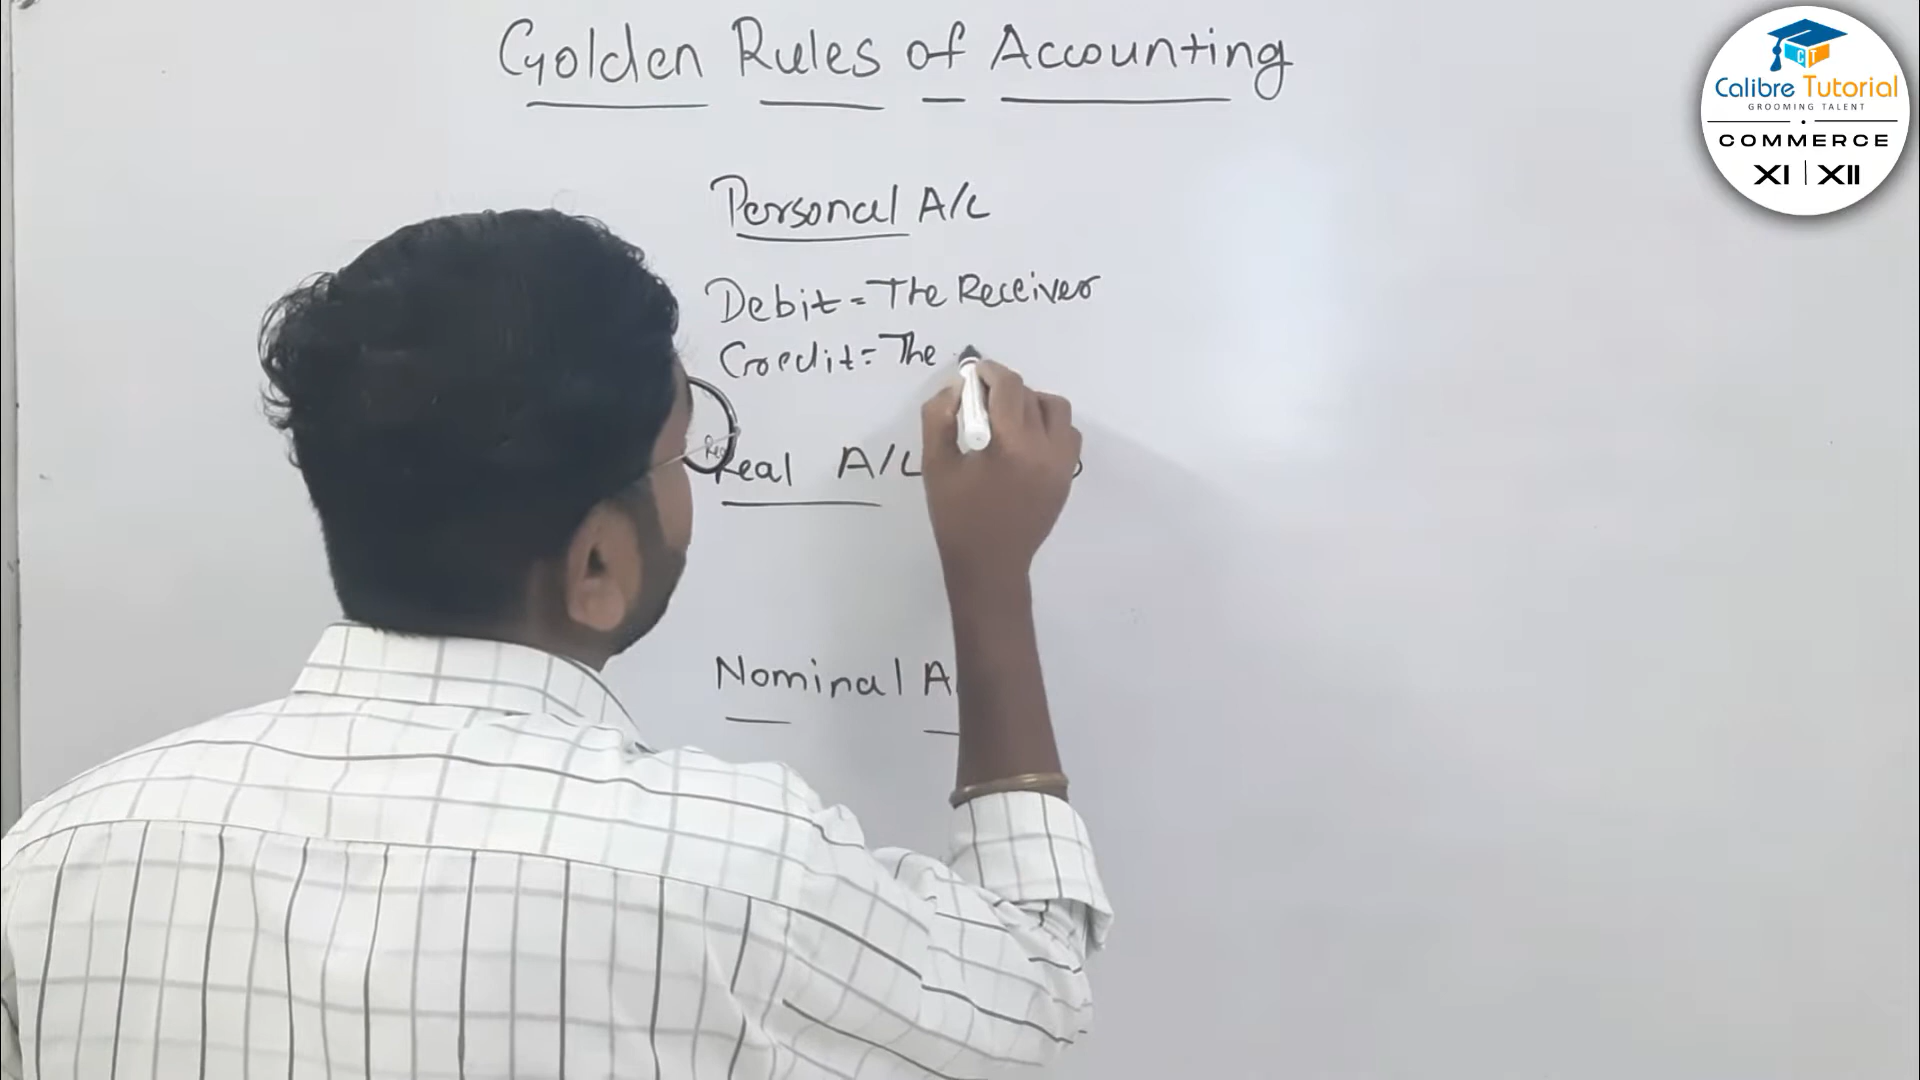 Golden Rules of Accounting
Calibre Tutorial
GROOMING TALENT
COMMERCE
XI | XII
Personal A/c
Debit = The Receiver
Credit = The
Real A/c
Nominal A